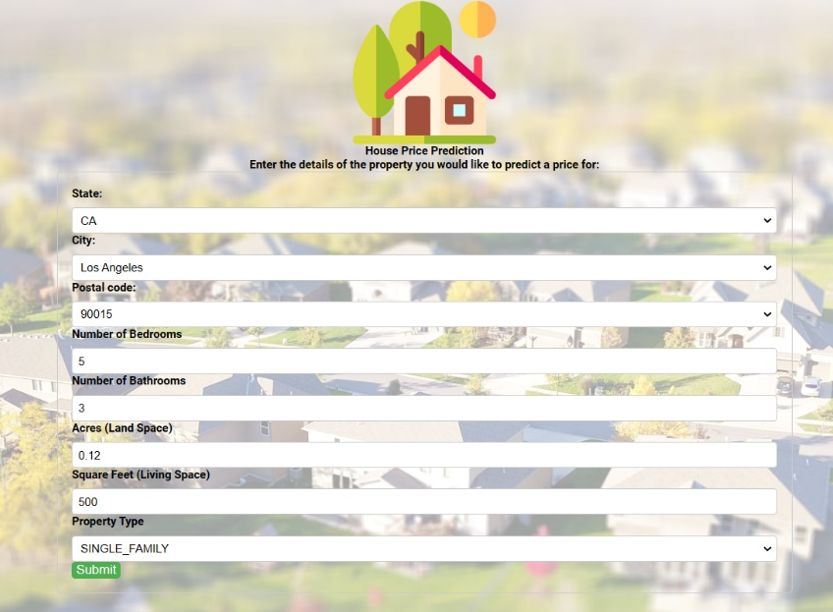 House Price Prediction
Enter the details of the property you would like to predict a price for:
State:
CA
City:
Los Angeles
Postal code:
90015
Number of Bedrooms
5
Number of Bathrooms
3
Acres (Land Space)
0.12
Square Feet (Living Space)
500
Property Type
SINGLE_FAMILY
Submit